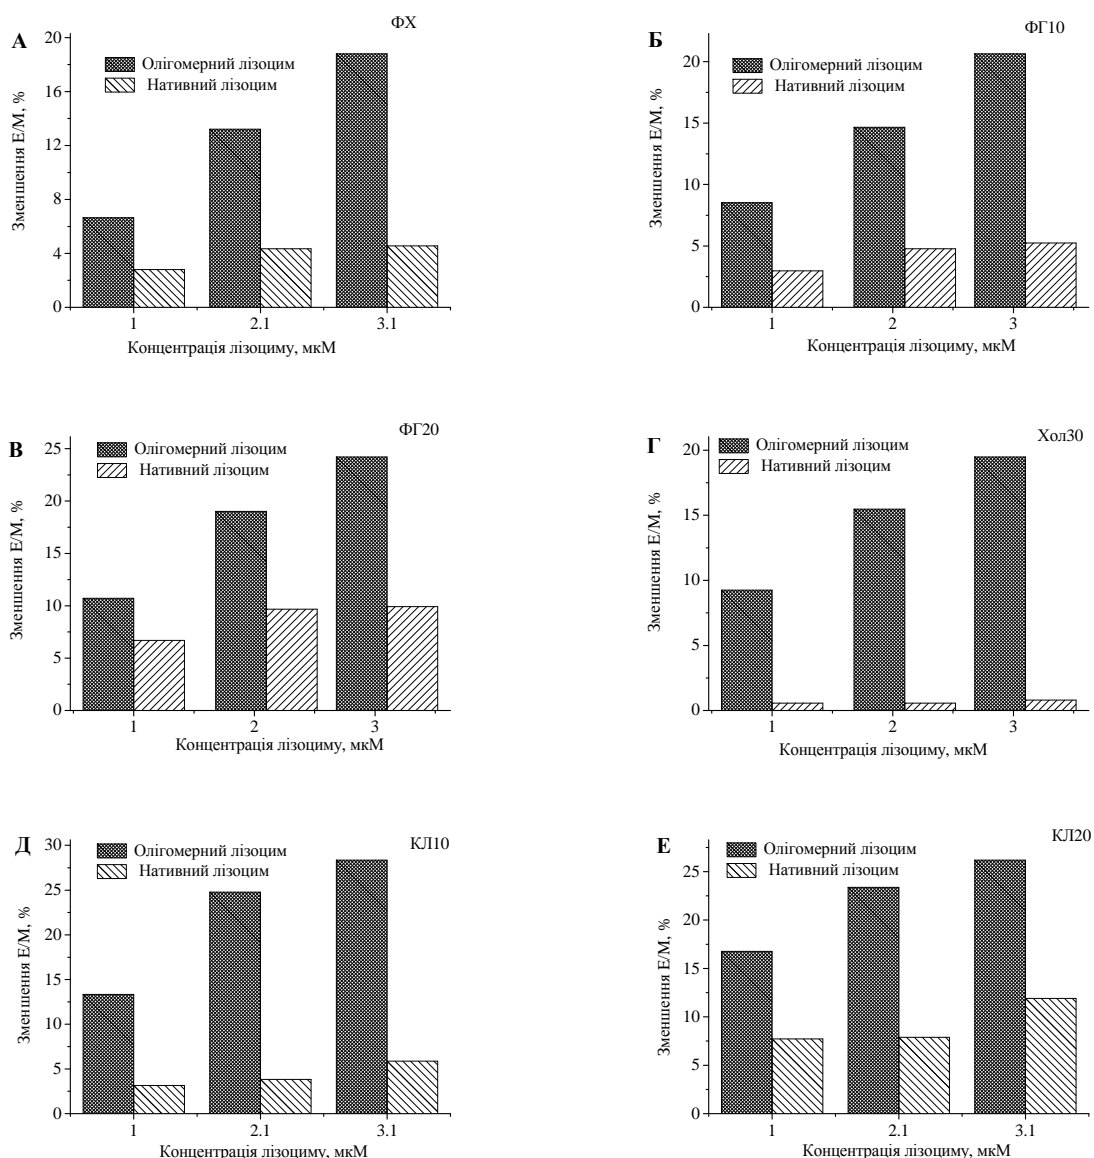 А
ФХ
Зменшення Е/М, %
20
16
12
8
4
0
Олігомерний лізоцим
Нативний лізоцим
1
2.1
3.1
Концентрація лізоциму, мкМ
Б
ФГ10
Зменшення Е/М, %
20
15
10
5
0
Олігомерний лізоцим
Нативний лізоцим
1
2
3
Концентрація лізоциму, мкМ
В
ФГ20
Зменшення Е/М, %
25
20
15
10
5
0
Олігомерний лізоцим
Нативний лізоцим
1
2
3
Концентрація лізоциму, мкМ
Г
Хол30
Зменшення Е/М, %
20
15
10
5
0
Олігомерний лізоцим
Нативний лізоцим
1
2
3
Концентрація лізоциму, мкМ
Д
КЛ10
Зменшення Е/М, %
30
25
20
15
10
5
0
Олігомерний лізоцим
Нативний лізоцим
1
2.1
3.1
Концентрація лізоциму, мкМ
Е
КЛ20
Зменшення Е/М, %
25
20
15
10
5
0
Олігомерний лізоцим
Нативний лізоцим
1
2.1
3.1
Концентрація лізоциму, мкМ